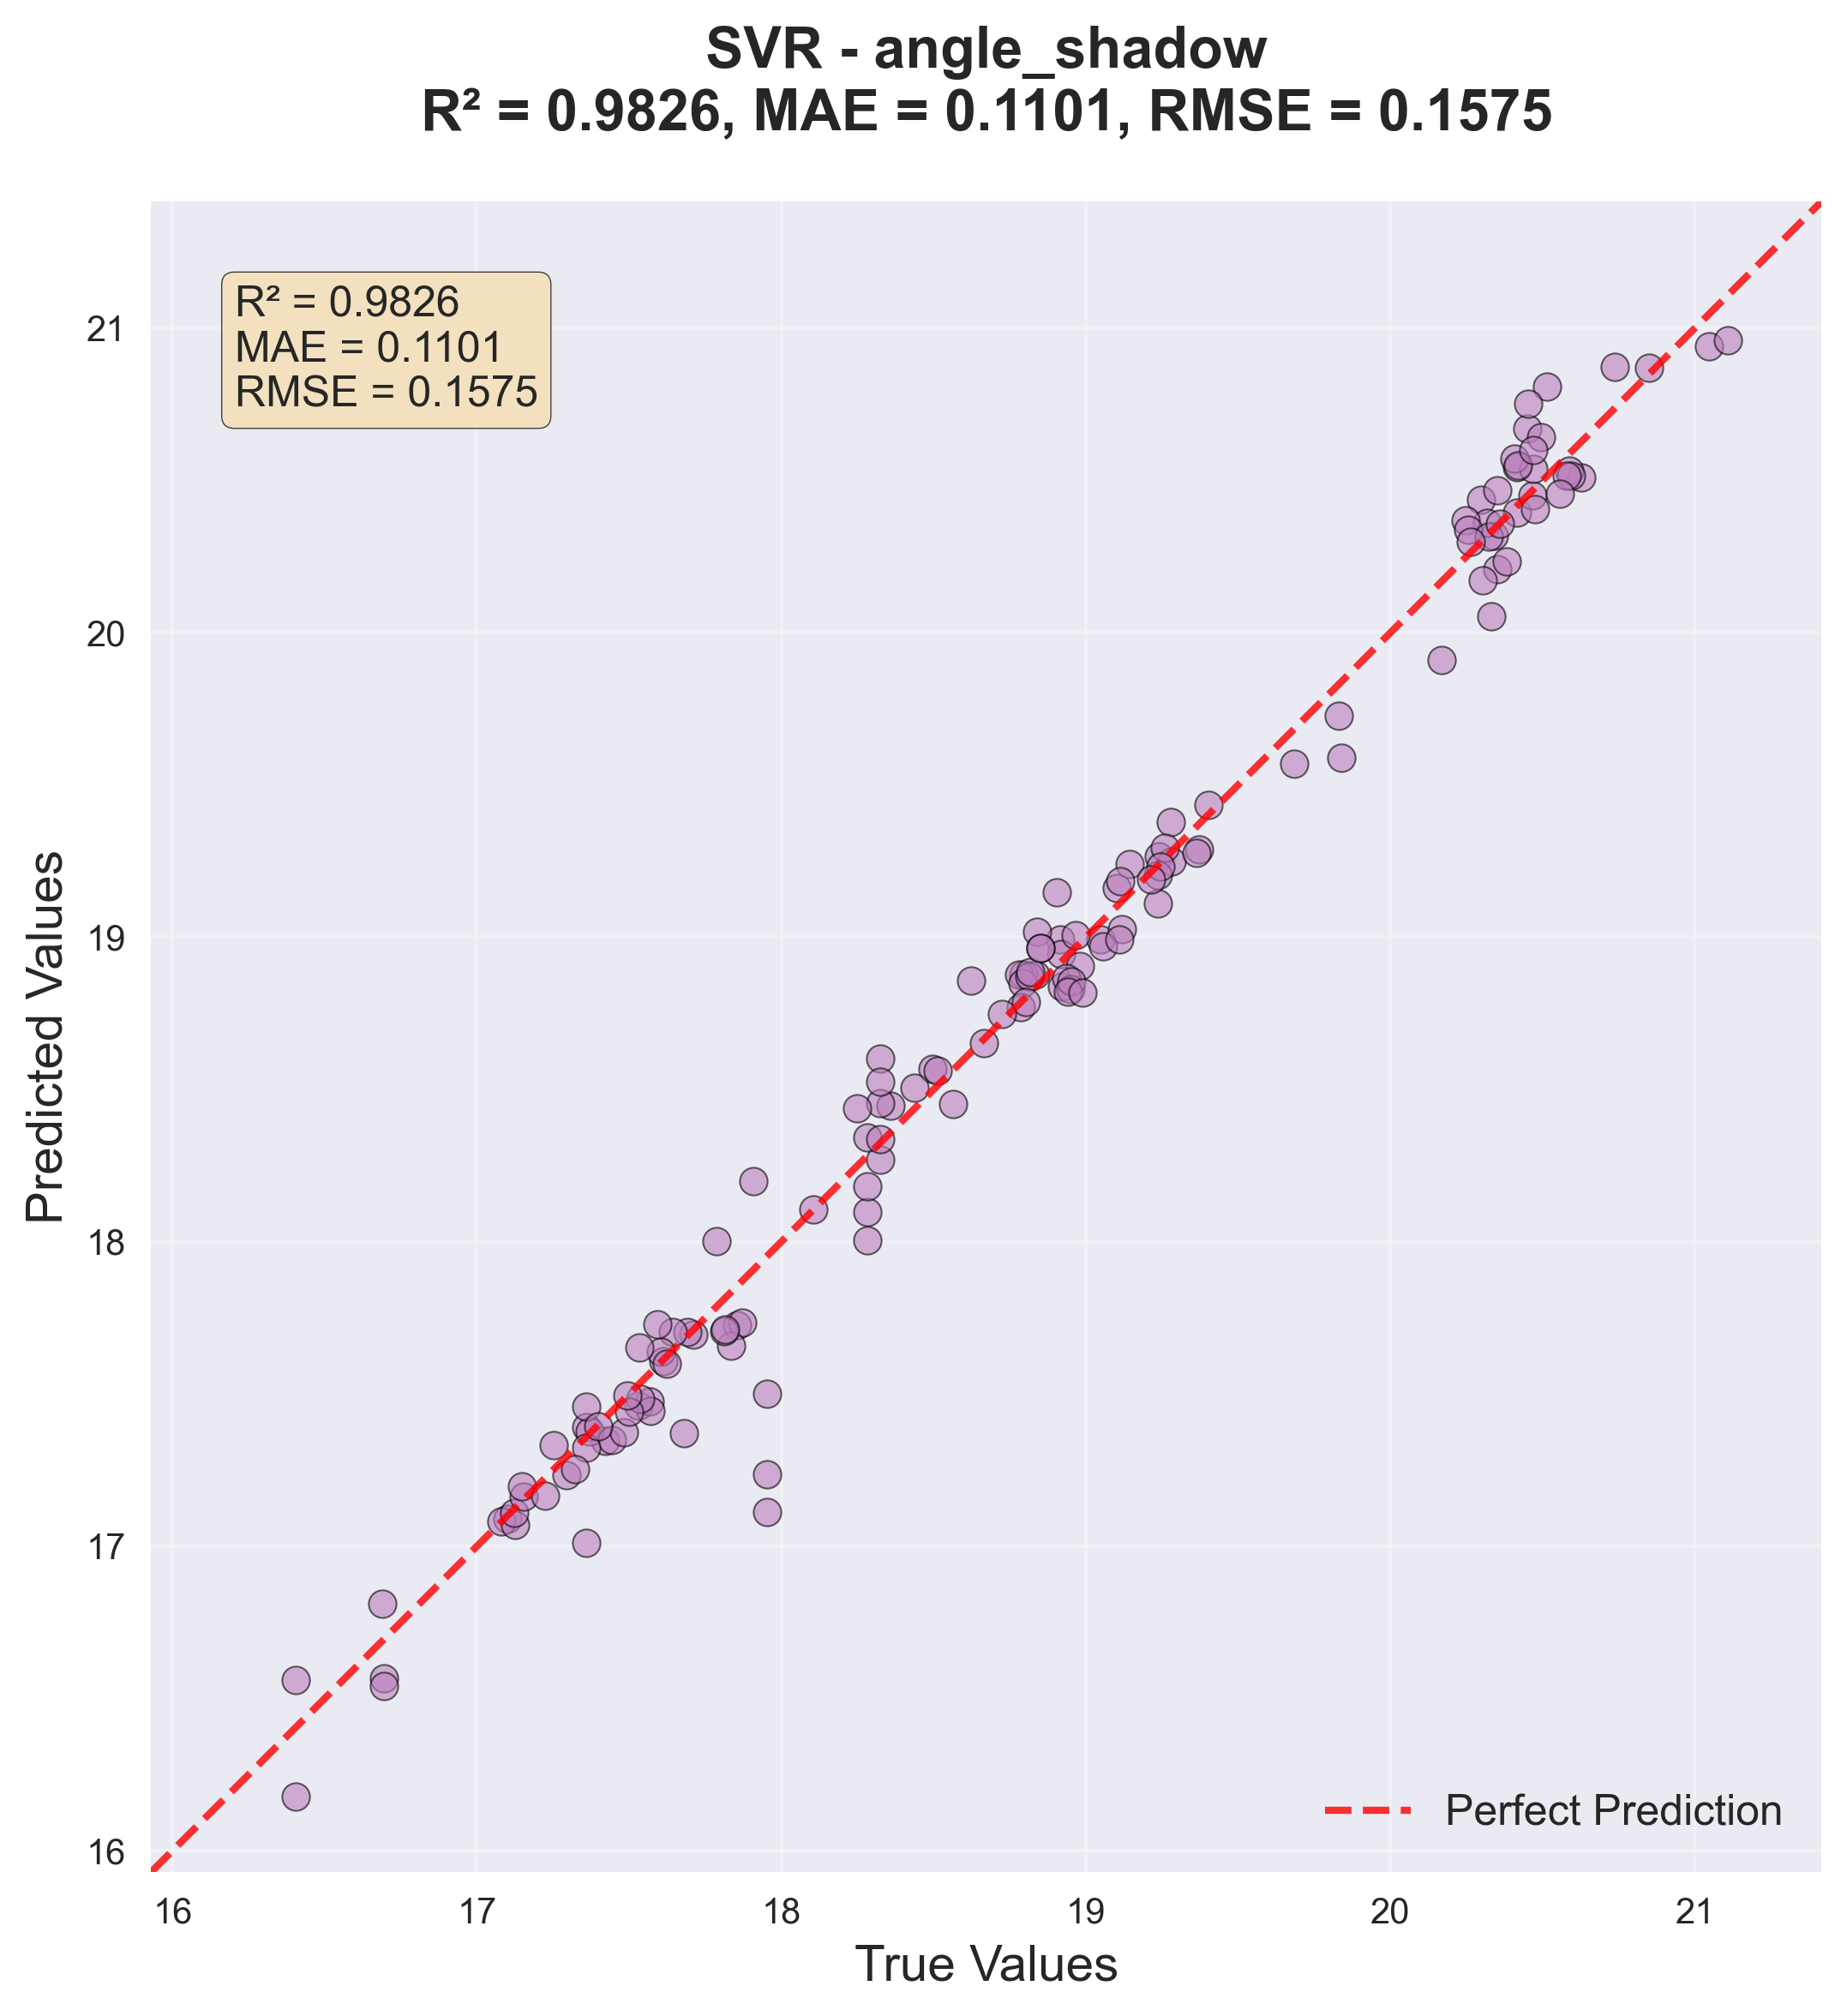 SVR - angle_shadow
R² = 0.9826, MAE = 0.1101, RMSE = 0.1575
R² = 0.9826
MAE = 0.1101
RMSE = 0.1575
21
20
19
18
17
16
Predicted Values
Perfect Prediction
16 17 18 19 20 21
True Values